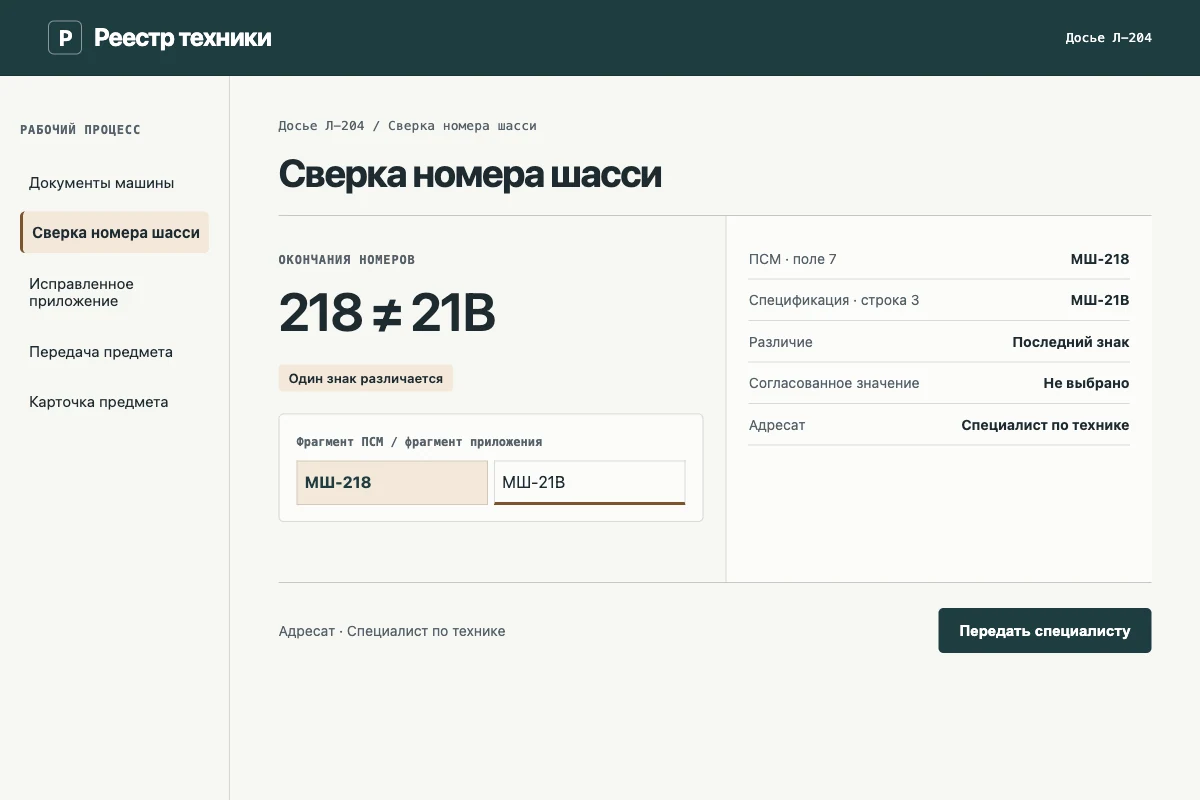 Р Реестр техники
Досье Л–204
РАБОЧИЙ ПРОЦЕСС
Документы машины
Сверка номера шасси
Исправленное
приложение
Передача предмета
Карточка предмета
Досье Л–204 / Сверка номера шасси
Сверка номера шасси
ОКОНЧАНИЯ НОМЕРОВ
218 ≠ 21В
Один знак различается
Фрагмент ПСМ / фрагмент приложения
МШ-218
МШ-21В
ПСМ · поле 7
МШ-218
Спецификация · строка 3
МШ-21В
Различие
Последний знак
Согласованное значение
Не выбрано
Адресат
Специалист по технике
Адресат · Специалист по технике
Передать специалисту